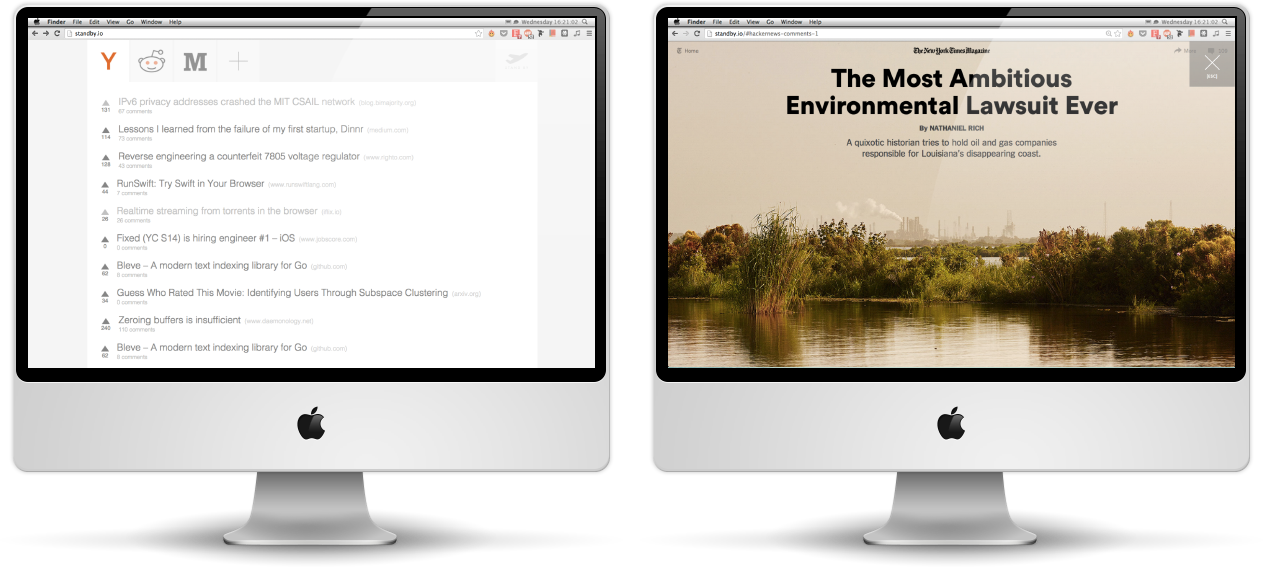 Finder File Edit View Go Window Help
Wednesday 16:21:02
standby.io
Y
M
IPv6 privacy addresses crashed the MIT CSAIL network (blog.bimajority.org)
131
67 comments
Lessons I learned from the failure of my first startup, Dinnr (medium.com)
114
73 comments
Reverse engineering a counterfeit 7805 voltage regulator (www.righto.com)
43 comments
RunSwift: Try Swift in Your Browser (www.runswiftlang.com)
44
7 comments
Realtime streaming from torrents in the browser
26
36 comments
Fixed (YC S14) is hiring engineer #1 – iOS (www.jobscore.com)
0
0 comments
Bleve – A modern text indexing library for Go (github.com)
62
8 comments
Guess Who Rated This Movie: Identifying Users Through Subspace Clustering (arxiv.org)
34
0 comments
Zeroing buffers is insufficient (www.daemonology.net)
240
110 comments
Bleve – A modern text indexing library for Go (github.com)
62
8 comments
Finder File Edit View Go Window Help
Wednesday 16:21:02
standby.io/#hackernews-comments-1
Home
The New York Times Magazine
The Most Ambitious
Environmental Lawsuit Ever
By NATHANIEL RICH
A quixotic historian tries to hold oil and gas companies
responsible for Louisiana's disappearing coast.